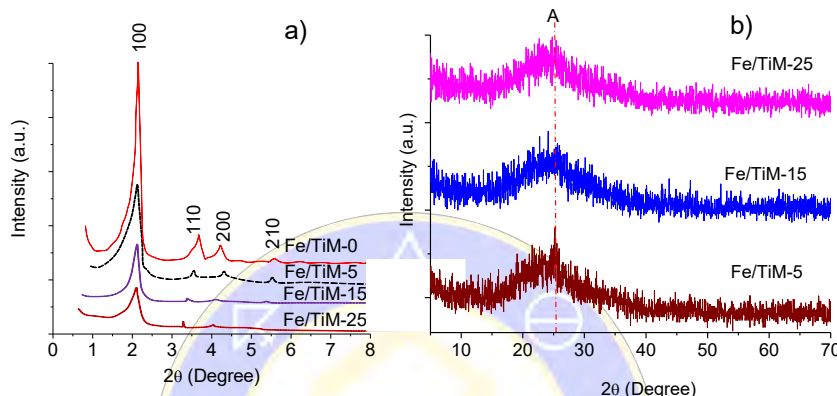 a)
100
110
200
210
Fe/TiM-0
Fe/TiM-5
Fe/TiM-15
Fe/TiM-25
Intensity (a.u.)
0 1 2 3 4 5 6 7 8
2θ (Degree)
b)
A
Fe/TiM-25
Fe/TiM-15
Fe/TiM-5
Intensity (a.u.)
10 20 30 40 50 60 70
2θ (Degree)